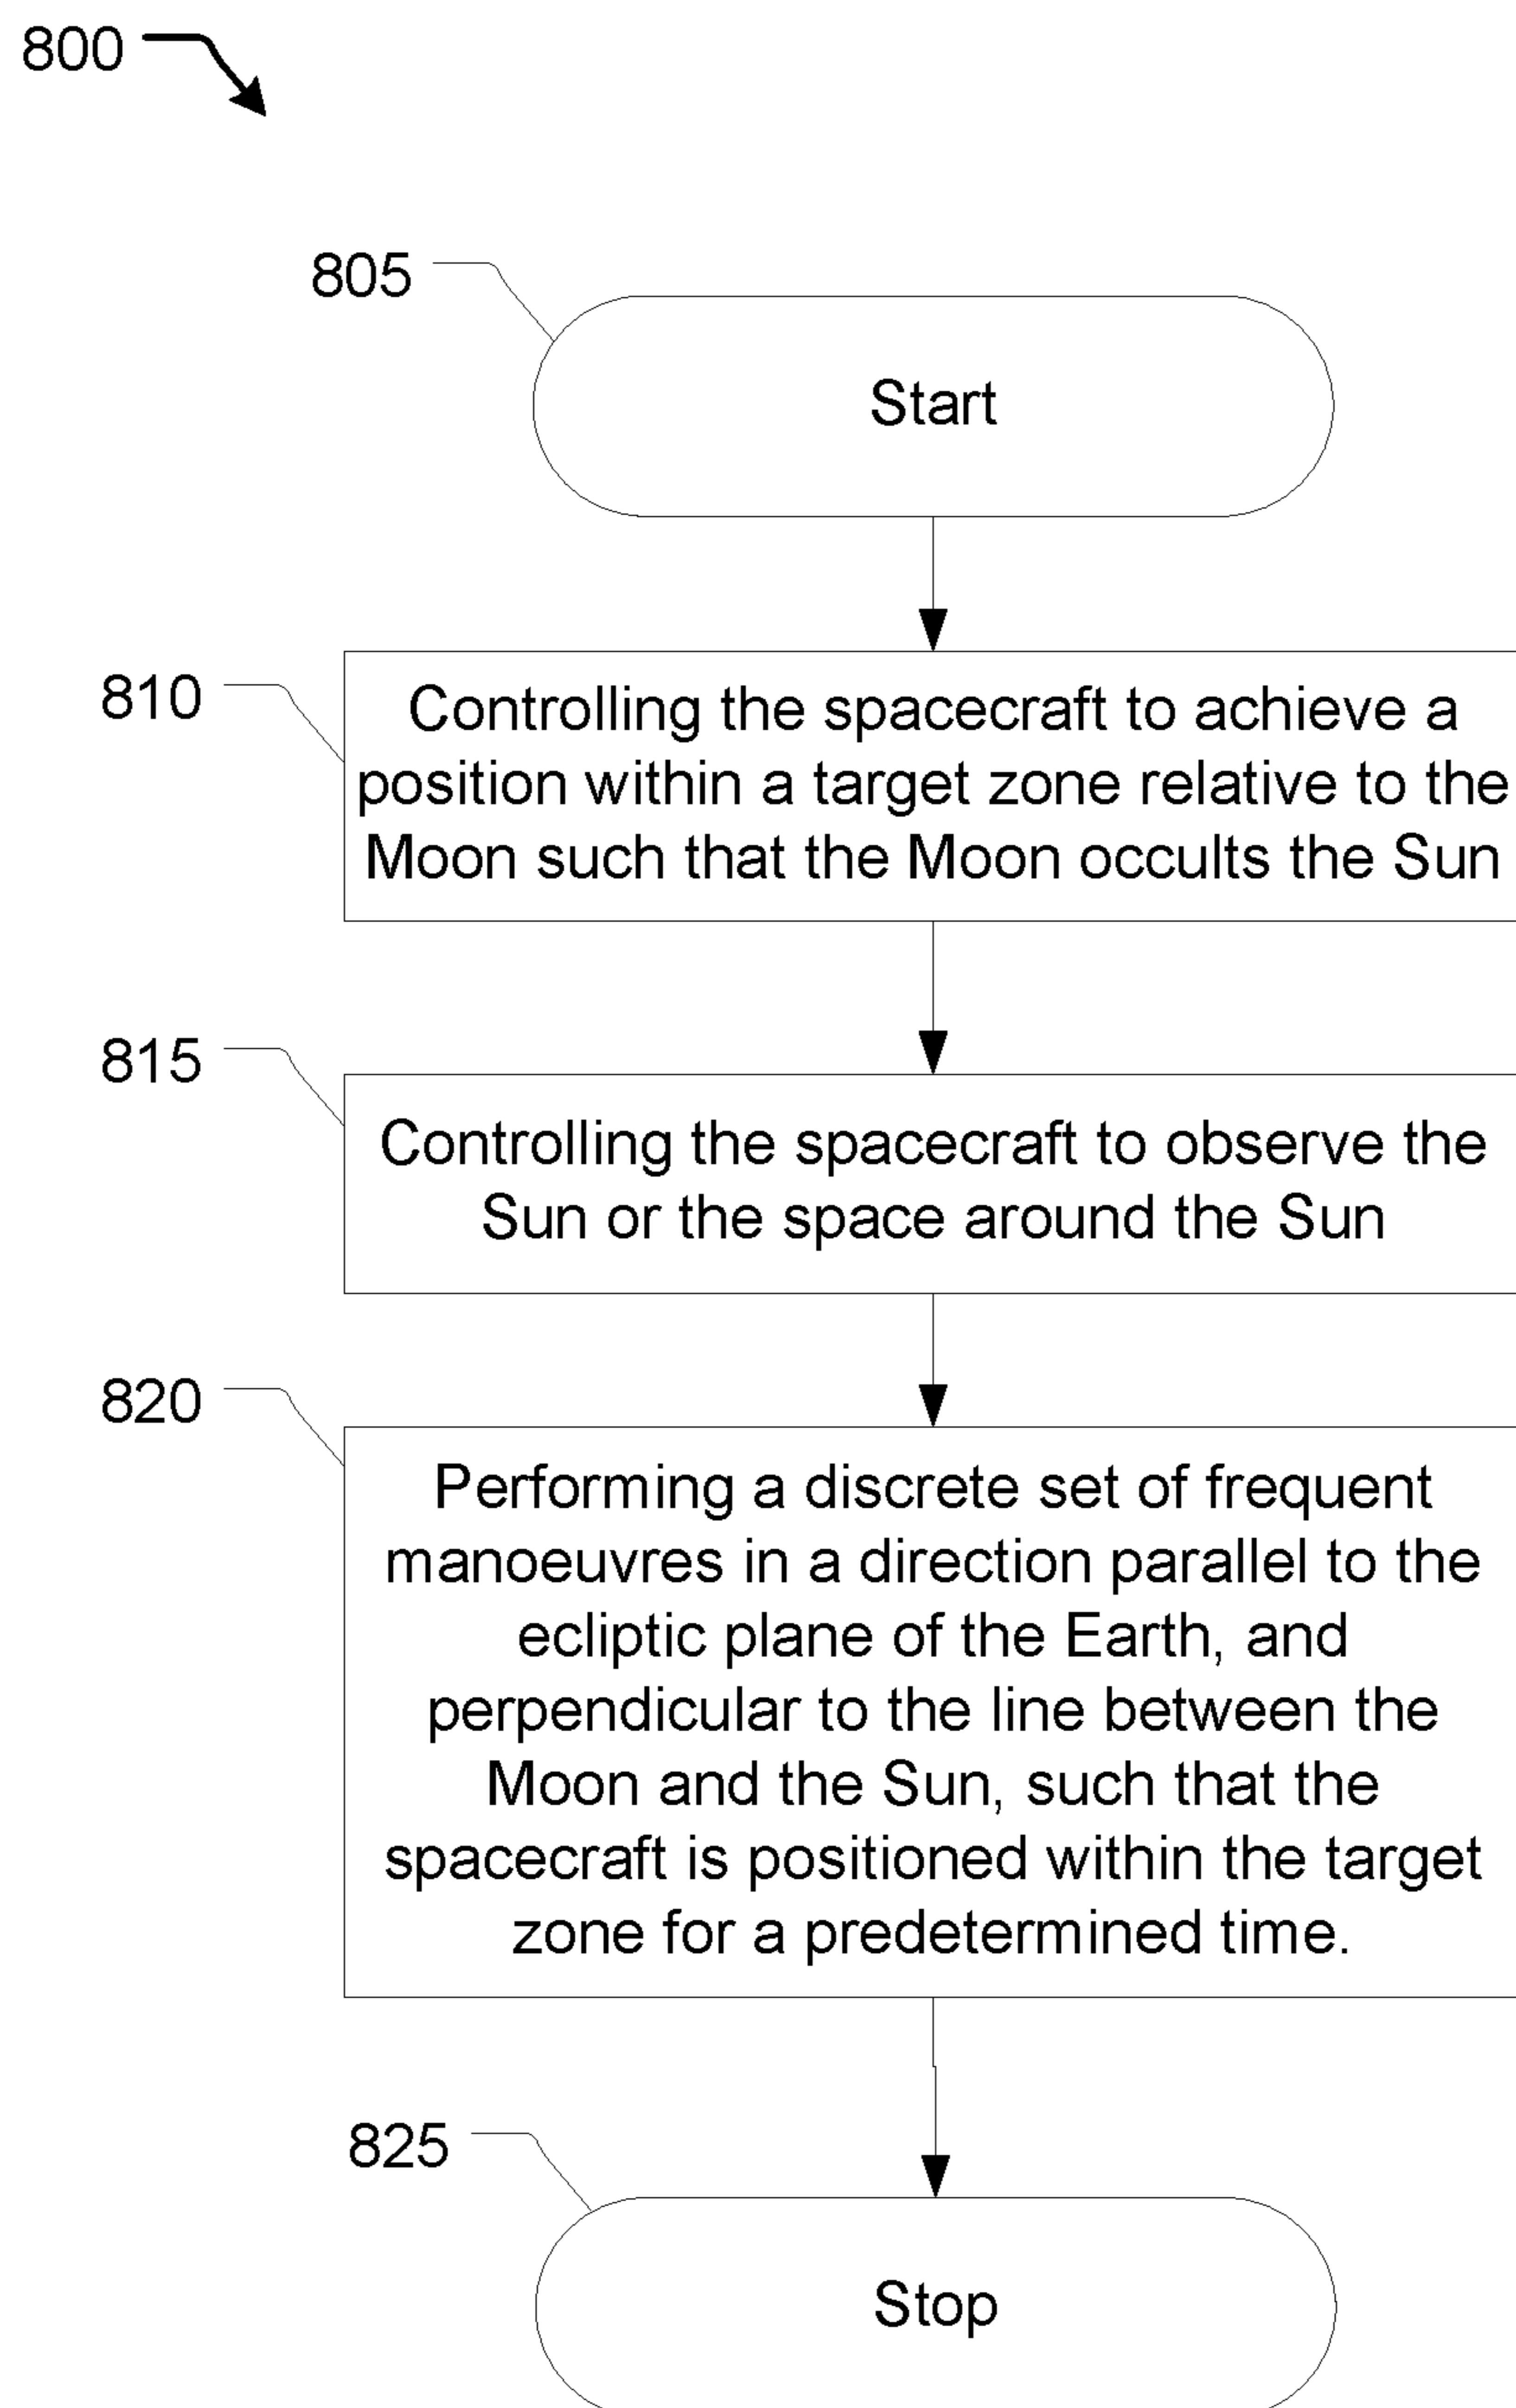 800
805
Start
810
Controlling the spacecraft to achieve a
position within a target zone relative to the
Moon such that the Moon occults the Sun
815
Controlling the spacecraft to observe the
Sun or the space around the Sun
820
Performing a discrete set of frequent
manoeuvres in a direction parallel to the
ecliptic plane of the Earth, and
perpendicular to the line between the
Moon and the Sun, such that the
spacecraft is positioned within the target
zone for a predetermined time.
825
Stop